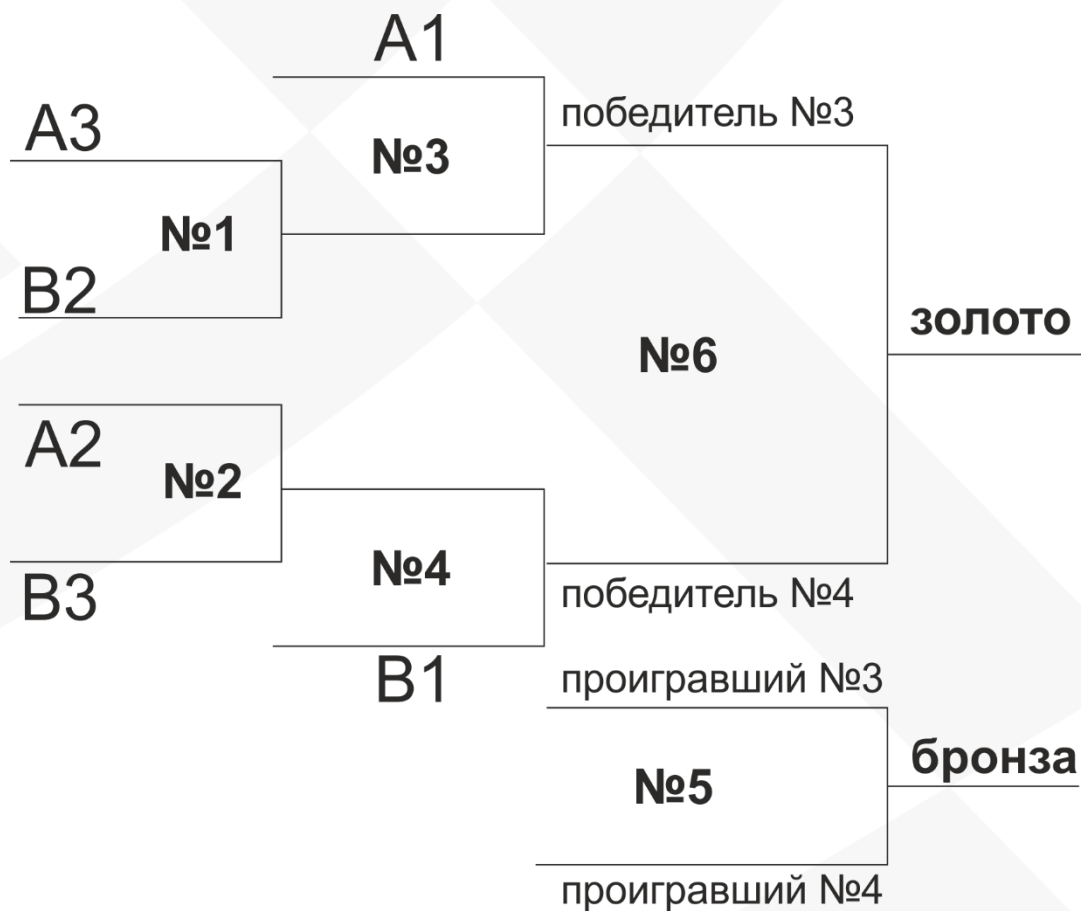 A1
A3
№3
победитель №3
№1
B2
№6
золото
A2
№2
B3
№4
победитель №4
B1
проигравший №3
№5
бронза
проигравший №4